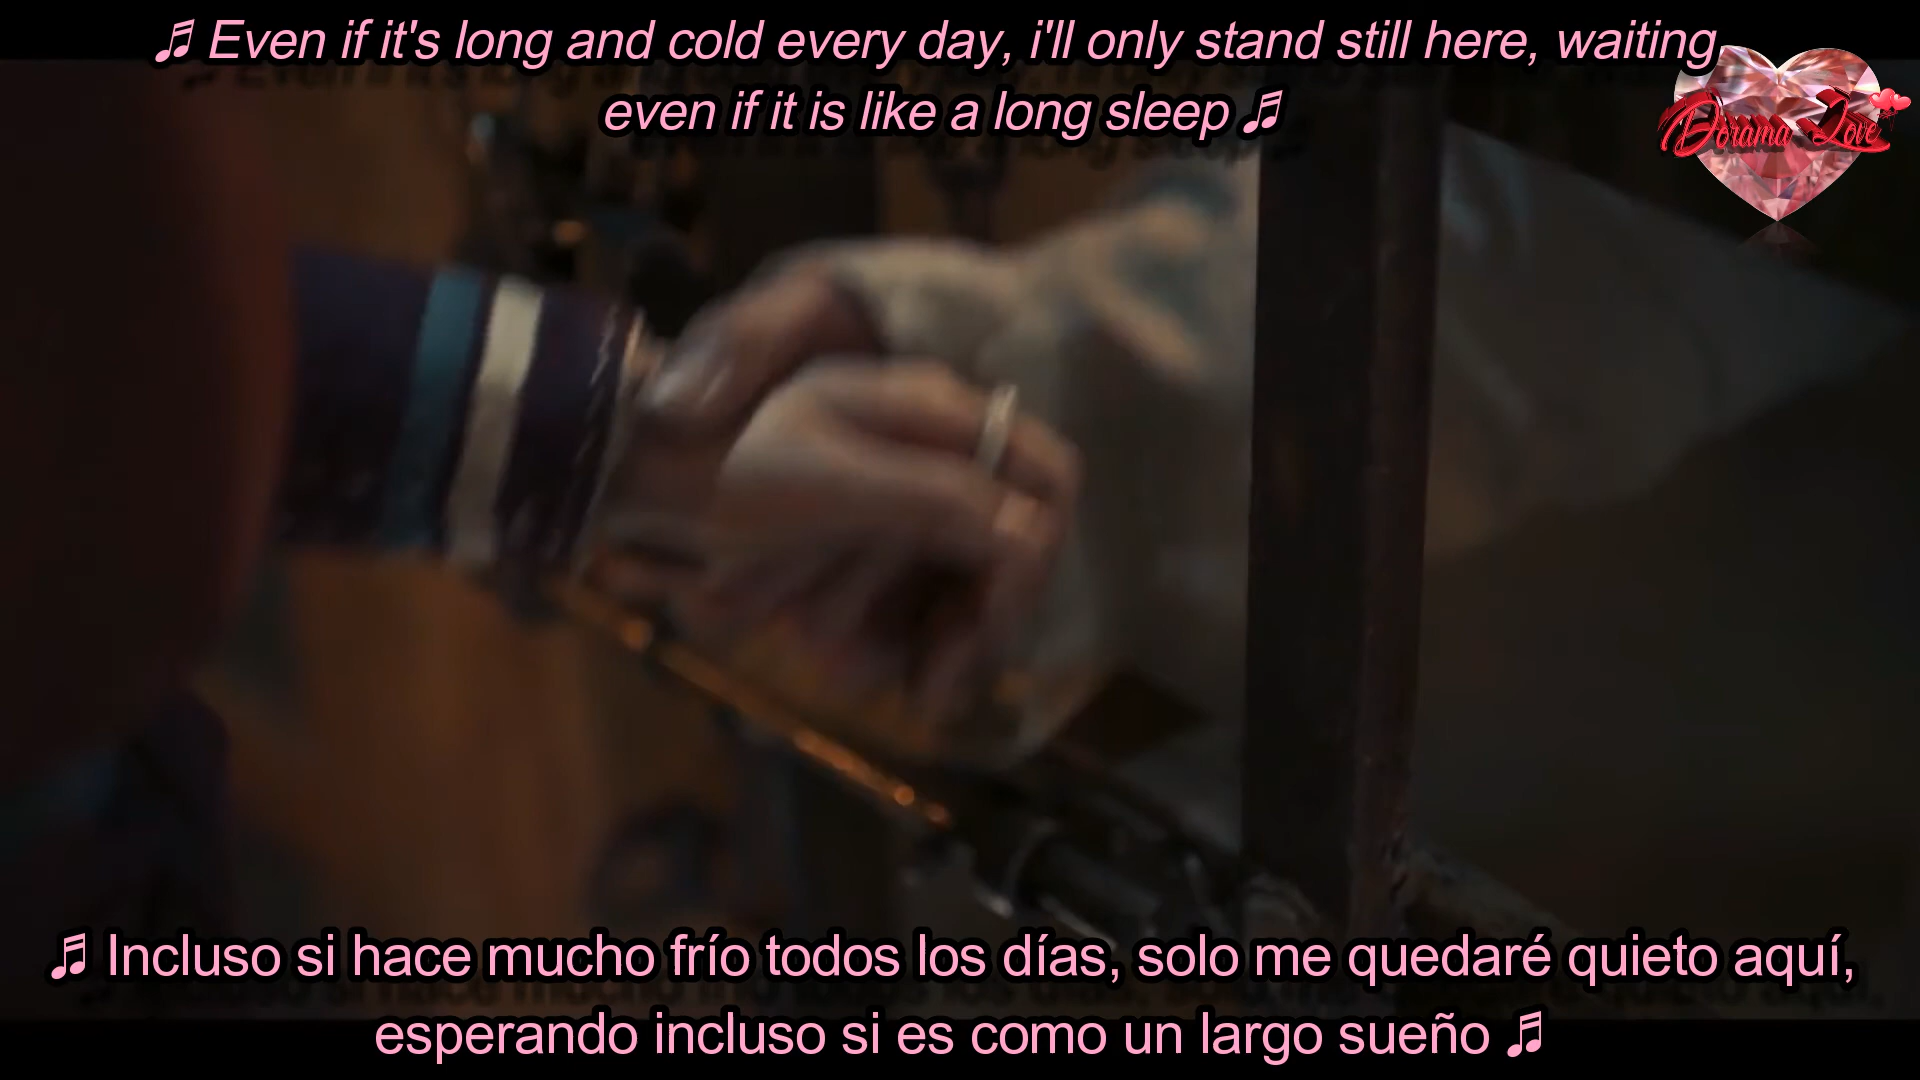 ♬ Even if it's long and cold every day, i'll only stand still here, waiting
even if it is like a long sleep ♬
Dorama Love
♬ Incluso si hace mucho frío todos los días, solo me quedaré quieto aquí,
esperando incluso si es como un largo sueño ♬